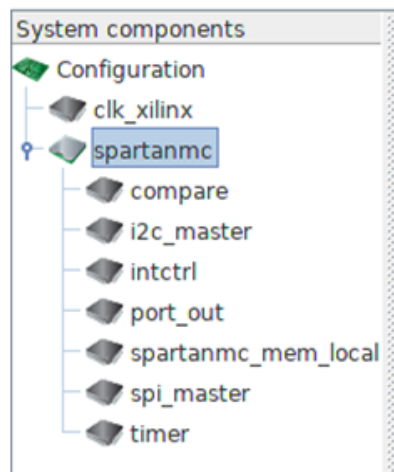 System components
Configuration
clk_xilinx
spartanmc
compare
i2c_master
intctrl
port_out
spartanmc_mem_local
spi_master
timer